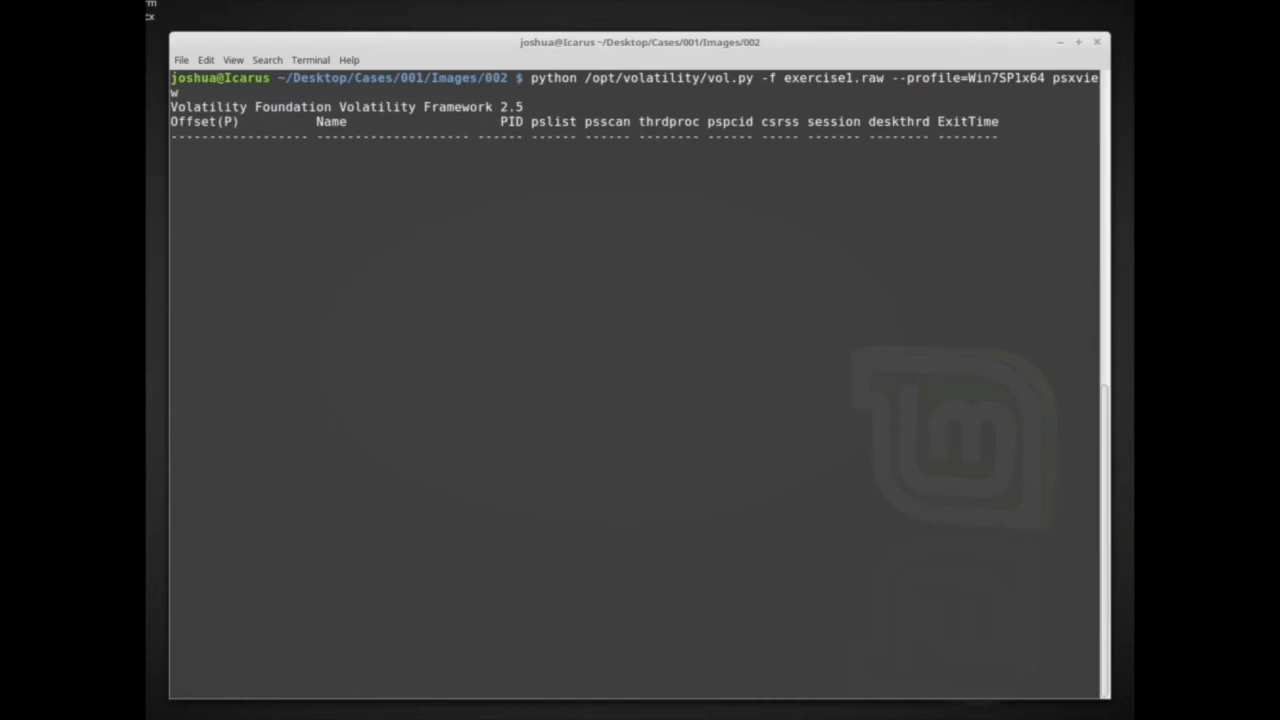 rm
cx
joshua@Icarus ~/Desktop/Cases/001/Images/002
File Edit View Search Terminal Help
joshua@Icarus ~/Desktop/Cases/001/Images/002 $ python /opt/volatility/vol.py -f exercise1.raw --profile=Win7SP1x64 psxvie
w
Volatility Foundation Volatility Framework 2.5
Offset(P) Name PID pslist psscan thrdproc pspcid csrss session deskthrd ExitTime
------------------ -------------------- ------ ------ ------ -------- ------ ----- ------- -------- --------